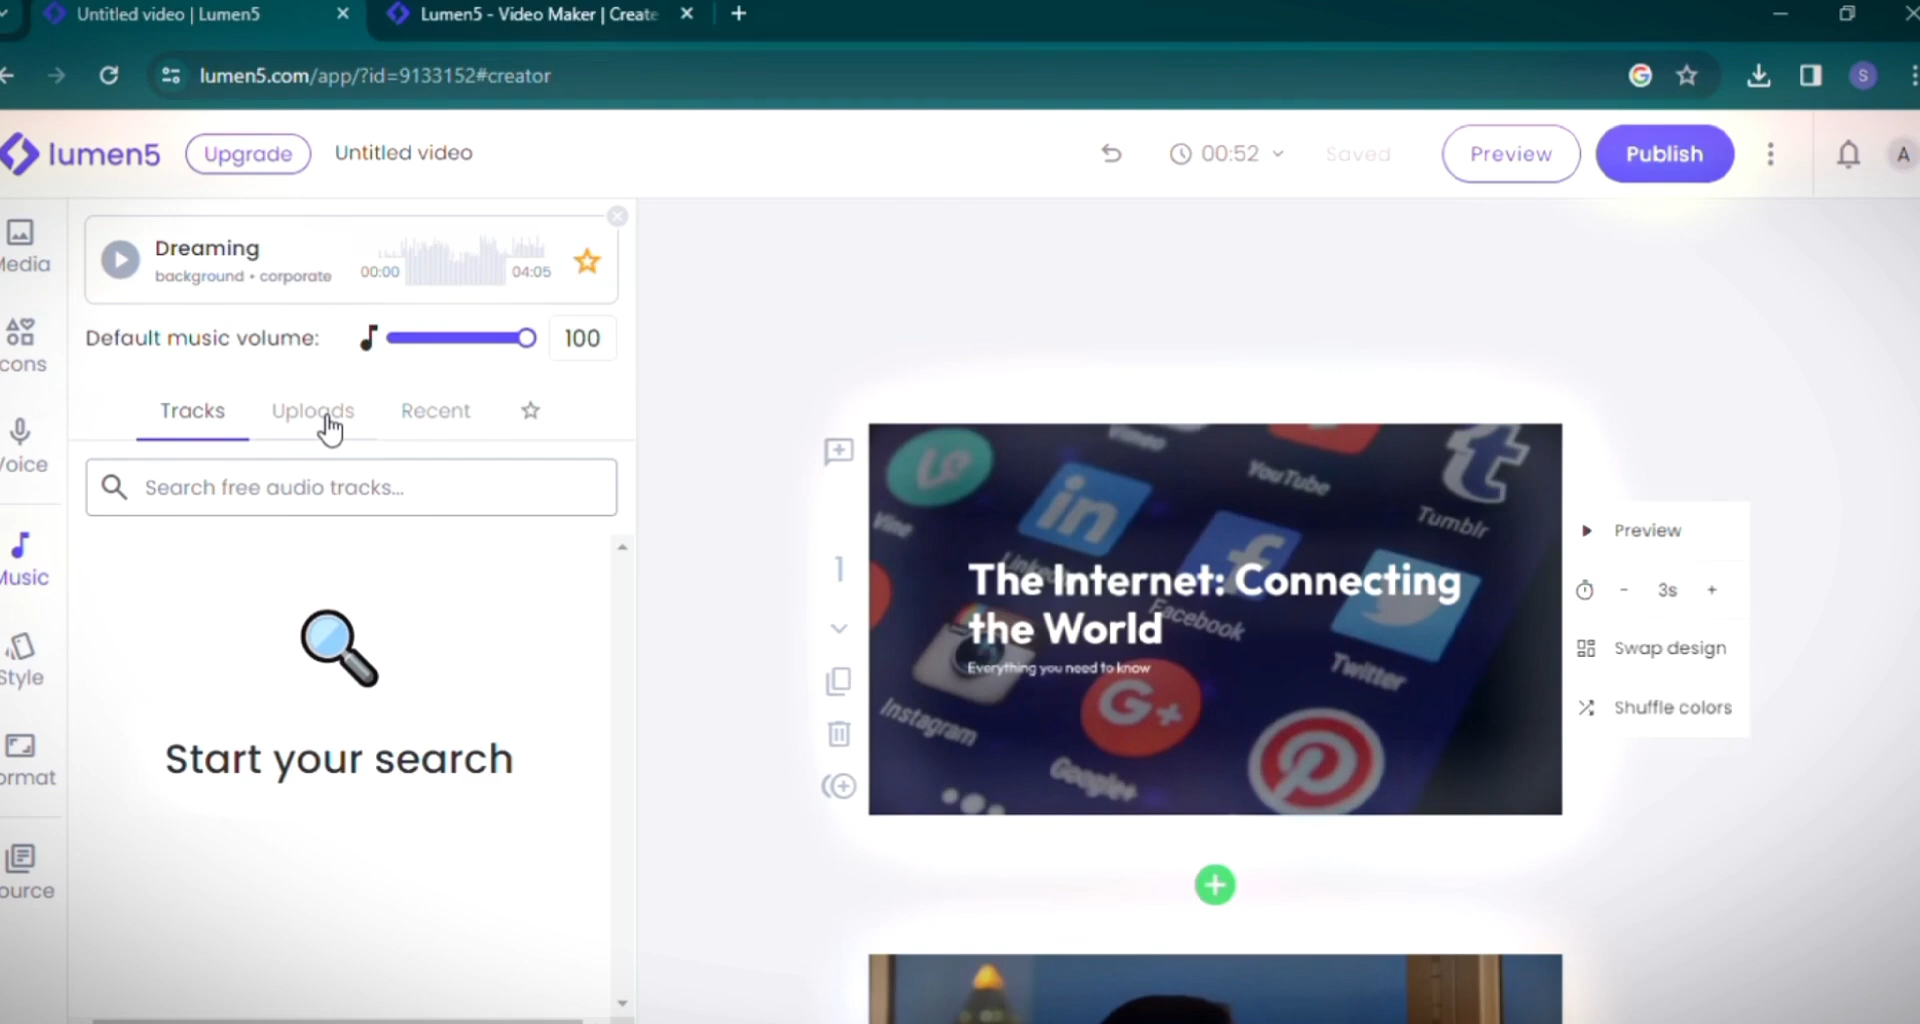 Untitled video | Lumen5
Lumen5 - Video Maker | Create
lumen5.com/app/?id=9133152#creator
S
lumen5
Upgrade
Untitled video
00:52
Saved
Preview
Publish
A
Media
cons
Voice
Music
Style
ormat
ource
Dreaming
background • corporate
00:00
04:05
Default music volume:
100
Tracks
Uploads
Recent
Search free audio tracks...
Start your search
1
Vimeo
YouTube
Tumblr
Vine
LinkedIn
Facebook
Twitter
Instagram
Google+
The Internet: Connecting
the World
Everything you need to know
Preview
- 3s +
Swap design
Shuffle colors